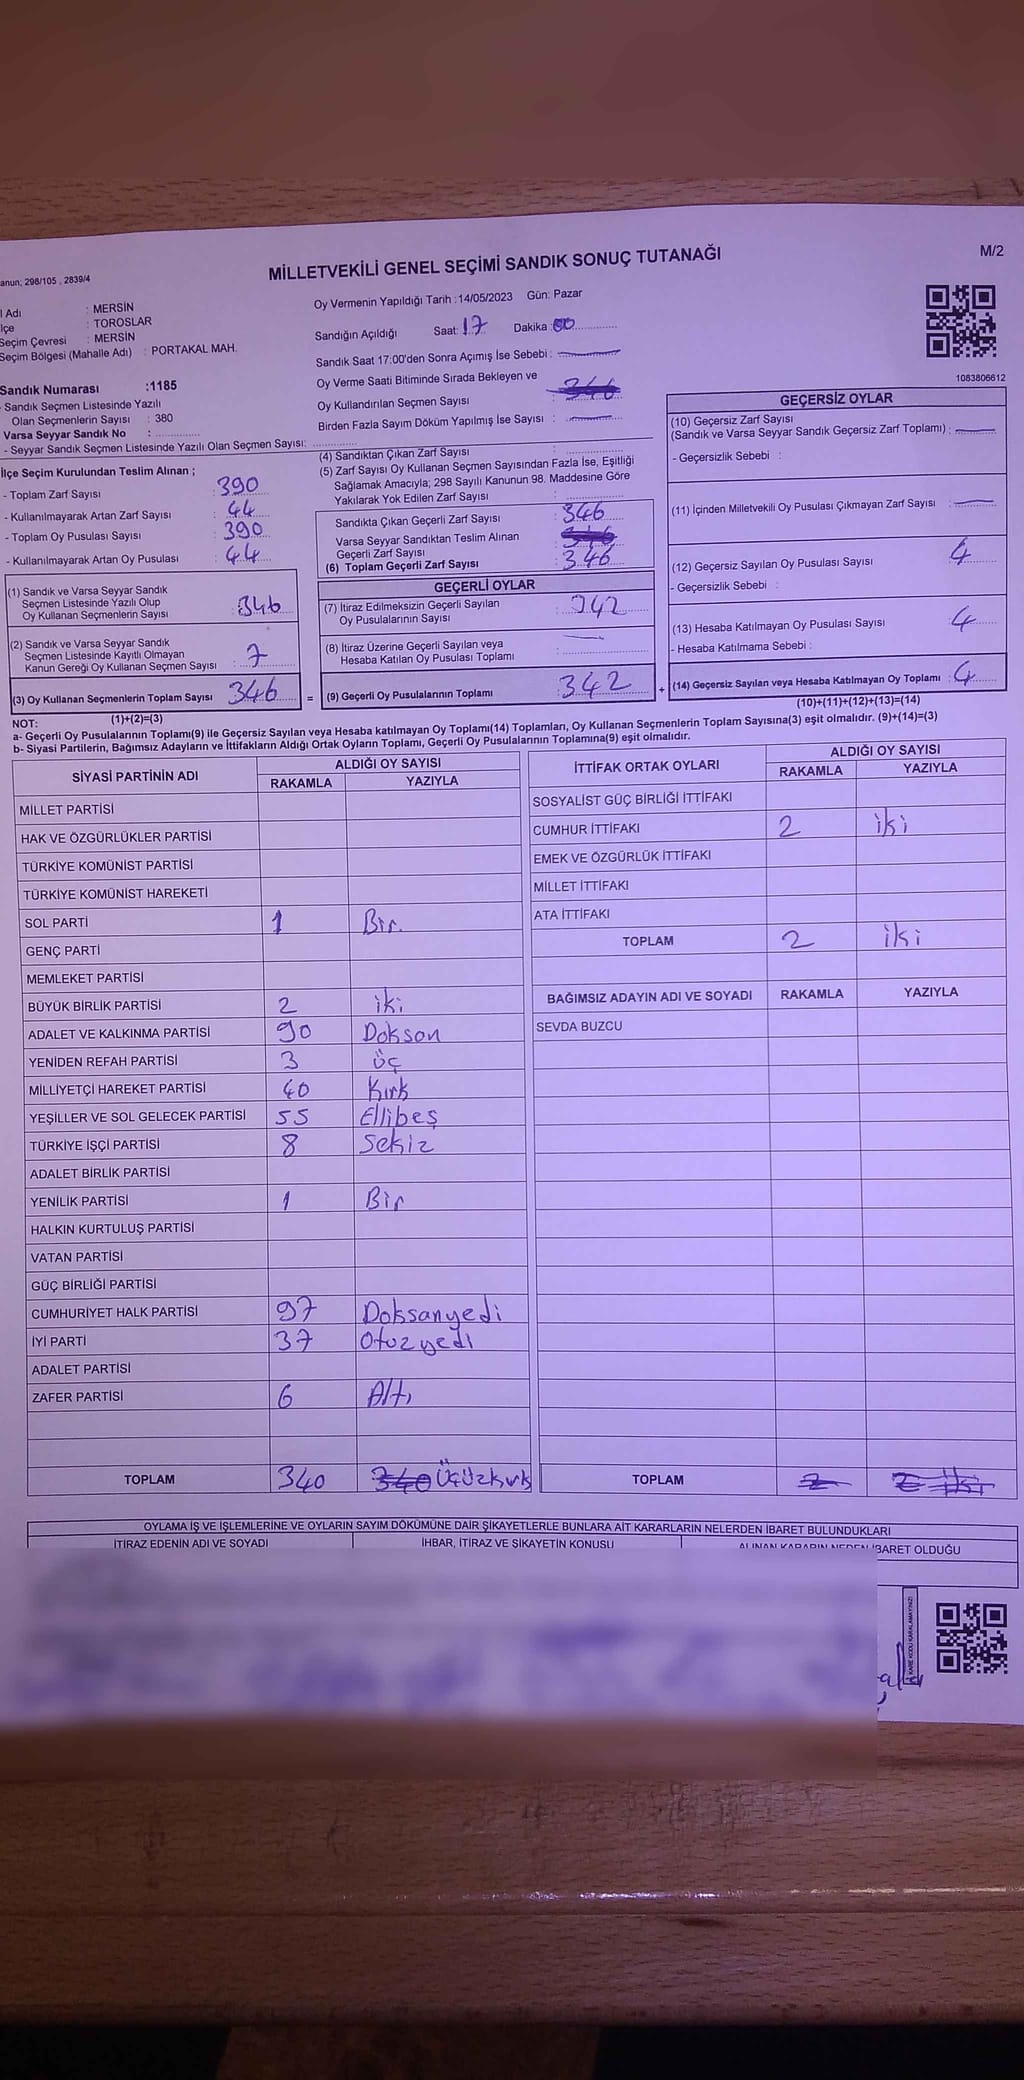 MİLLETVEKİLİ GENEL SEÇİMİ SANDIK SONUÇ TUTANAĞI
M/2
anun; 298/105 , 2839/4
l Adı : MERSİN
lçe : TOROSLAR
Seçim Çevresi : MERSİN
Seçim Bölgesi (Mahalle Adı) : PORTAKAL MAH.
Oy Vermenin Yapıldığı Tarih :14/05/2023 Gün: Pazar
Sandığın Açıldığı Saat: 17 Dakika : 00
Sandık Saat 17:00'den Sonra Açımış İse Sebebi :
Oy Verme Saati Bitiminde Sırada Bekleyen ve
Oy Kullandırılan Seçmen Sayısı : 346
Birden Fazla Sayım Döküm Yapılmış İse Sayısı :
Sandık Numarası :1185
- Sandık Seçmen Listesinde Yazılı
Olan Seçmenlerin Sayısı : 380
Varsa Seyyar Sandık No :
- Seyyar Sandık Seçmen Listesinde Yazılı Olan Seçmen Sayısı:
İlçe Seçim Kurulundan Teslim Alınan ;
- Toplam Zarf Sayısı : 390
- Kullanılmayarak Artan Zarf Sayısı : 44
- Toplam Oy Pusulası Sayısı : 390
- Kullanılmayarak Artan Oy Pusulası : 44
(1) Sandık ve Varsa Seyyar Sandık
Seçmen Listesinde Yazılı Olup
Oy Kullanan Seçmenlerin Sayısı : 346
(2) Sandık ve Varsa Seyyar Sandık
Seçmen Listesinde Kayıtlı Olmayan
Kanun Gereği Oy Kullanan Seçmen Sayısı : 7
(3) Oy Kullanan Seçmenlerin Toplam Sayısı : 346
(1)+(2)=(3)
(4) Sandıktan Çıkan Zarf Sayısı :
(5) Zarf Sayısı Oy Kullanan Seçmen Sayısından Fazla İse, Eşitliği
Sağlamak Amacıyla; 298 Sayılı Kanunun 98. Maddesine Göre
Yakılarak Yok Edilen Zarf Sayısı :
Sandıkta Çıkan Geçerli Zarf Sayısı : 346
Varsa Seyyar Sandıktan Teslim Alınan
Geçerli Zarf Sayısı : 346
(6) Toplam Geçerli Zarf Sayısı : 346
GEÇERLİ OYLAR
(7) İtiraz Edilmeksizin Geçerli Sayılan
Oy Pusulalarının Sayısı : 342
(8) İtiraz Üzerine Geçerli Sayılan veya
Hesaba Katılan Oy Pusulası Toplamı :
= (9) Geçerli Oy Pusulalarının Toplamı : 342
1083806612
GEÇERSİZ OYLAR
(10) Geçersiz Zarf Sayısı
(Sandık ve Varsa Seyyar Sandık Geçersiz Zarf Toplamı) :
- Geçersizlik Sebebi :
(11) İçinden Milletvekili Oy Pusulası Çıkmayan Zarf Sayısı :
(12) Geçersiz Sayılan Oy Pusulası Sayısı : 4
- Geçersizlik Sebebi :
(13) Hesaba Katılmayan Oy Pusulası Sayısı : 4
- Hesaba Katılmama Sebebi :
+ (14) Geçersiz Sayılan veya Hesaba Katılmayan Oy Toplamı : 4
(10)+(11)+(12)+(13)=(14)
NOT:
a- Geçerli Oy Pusulalarının Toplamı(9) ile Geçersiz Sayılan veya Hesaba katılmayan Oy Toplamı(14) Toplamları, Oy Kullanan Seçmenlerin Toplam Sayısına(3) eşit olmalıdır. (9)+(14)=(3)
b- Siyasi Partilerin, Bağımsız Adayların ve İttifakların Aldığı Ortak Oyların Toplamı, Geçerli Oy Pusulalarının Toplamına(9) eşit olmalıdır.
SİYASİ PARTİNİN ADI ALDIĞI OY SAYISI
RAKAMLA YAZIYLA
MİLLET PARTİSİ
HAK VE ÖZGÜRLÜKLER PARTİSİ
TÜRKİYE KOMÜNİST PARTİSİ
TÜRKİYE KOMÜNİST HAREKETİ
SOL PARTİ 1 Bir
GENÇ PARTİ
MEMLEKET PARTİSİ
BÜYÜK BİRLİK PARTİSİ 2 iki
ADALET VE KALKINMA PARTİSİ 90 Doksan
YENİDEN REFAH PARTİSİ 3 üç
MİLLİYETÇİ HAREKET PARTİSİ 40 Kırk
YEŞİLLER VE SOL GELECEK PARTİSİ 55 Ellibeş
TÜRKİYE İŞÇİ PARTİSİ 8 Sekiz
ADALET BİRLİK PARTİSİ
YENİLİK PARTİSİ 1 Bir
HALKIN KURTULUŞ PARTİSİ
VATAN PARTİSİ
GÜÇ BİRLİĞİ PARTİSİ
CUMHURİYET HALK PARTİSİ 97 Doksanyedi
İYİ PARTİ 37 Otuzyedi
ADALET PARTİSİ
ZAFER PARTİSİ 6 Altı
TOPLAM 340 340 Üçüzkırk
İTTİFAK ORTAK OYLARI ALDIĞI OY SAYISI
RAKAMLA YAZIYLA
SOSYALİST GÜÇ BİRLİĞİ İTTİFAKI
CUMHUR İTTİFAKI 2 iki
EMEK VE ÖZGÜRLÜK İTTİFAKI
MİLLET İTTİFAKI
ATA İTTİFAKI
TOPLAM 2 iki
BAĞIMSIZ ADAYIN ADI VE SOYADI RAKAMLA YAZIYLA
SEVDA BUZCU
TOPLAM 2 2 iki
OYLAMA İŞ VE İŞLEMLERİNE VE OYLARIN SAYIM DÖKÜMÜNE DAİR ŞİKAYETLERLE BUNLARA AİT KARARLARIN NELERDEN İBARET BULUNDUKLARI
İTİRAZ EDENİN ADI VE SOYADI İHBAR, İTİRAZ VE ŞİKAYETİN KONUSU ALINAN KARARIN NEDEN İBARET OLDUĞU
KARE KODU KARALAMAYINIZ!